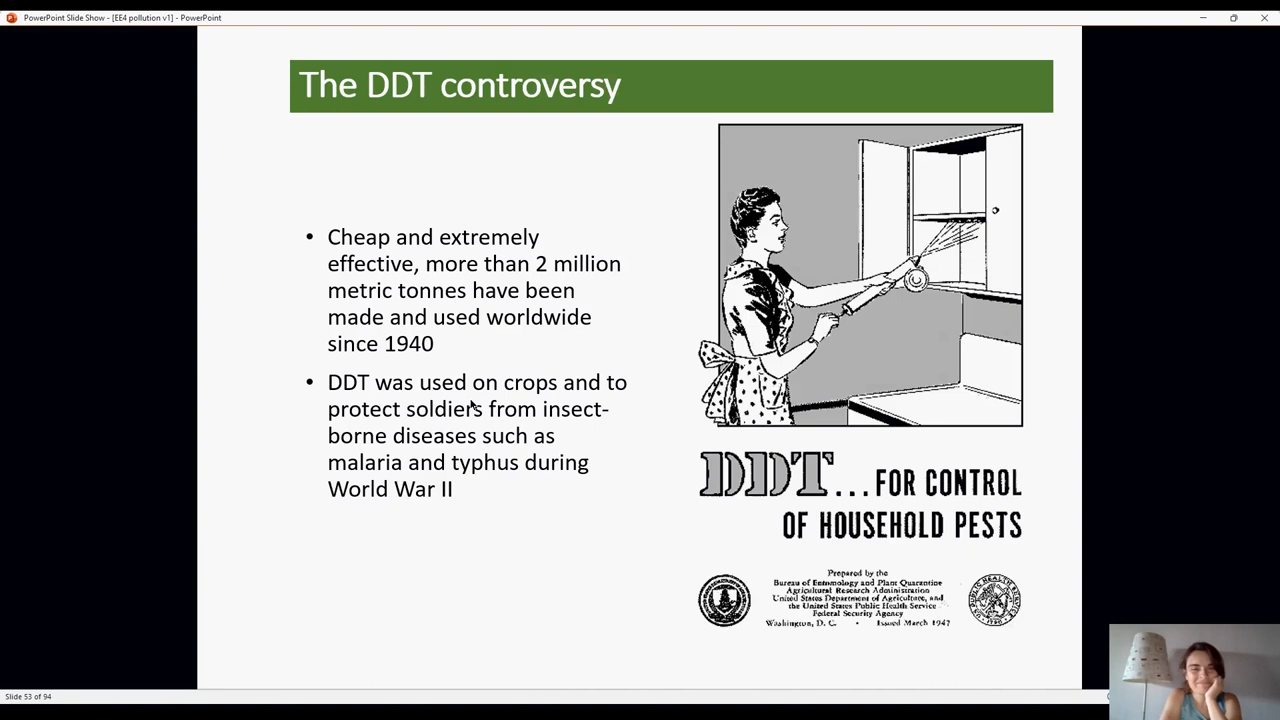 PowerPoint Slide Show - [EE4 pollution v1] - PowerPoint
The DDT controversy
• Cheap and extremely
effective, more than 2 million
metric tonnes have been
made and used worldwide
since 1940
• DDT was used on crops and to
protect soldiers from insect-
borne diseases such as
malaria and typhus during
World War II
DDT...FOR CONTROL
OF HOUSEHOLD PESTS
Prepared by the
Bureau of Entomology and Plant Quarantine
Agricultural Research Administration
United States Department of Agriculture, and
the United States Public Health Service
Federal Security Agency
Washington, D. C. • Issued March 1947
Slide 53 of 94